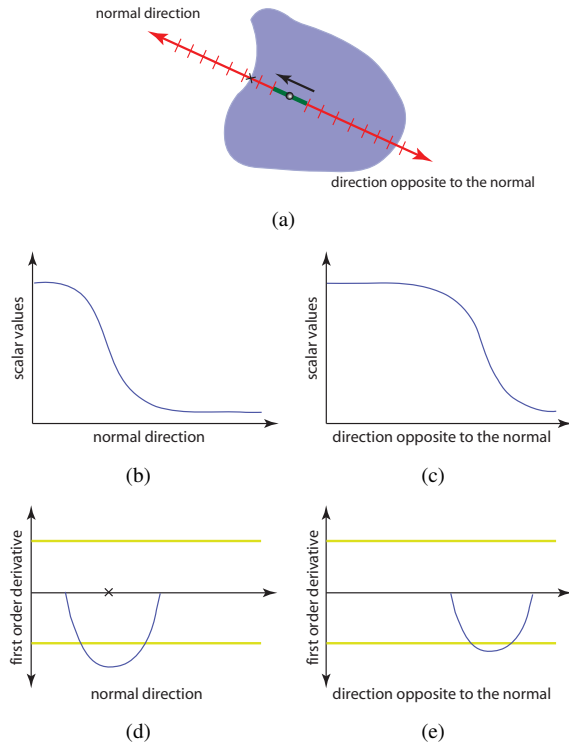 normal direction
direction opposite to the normal
(a)
scalar values
normal direction
(b)
scalar values
direction opposite to the normal
(c)
first order derivative
normal direction
(d)
first order derivative
direction opposite to the normal
(e)